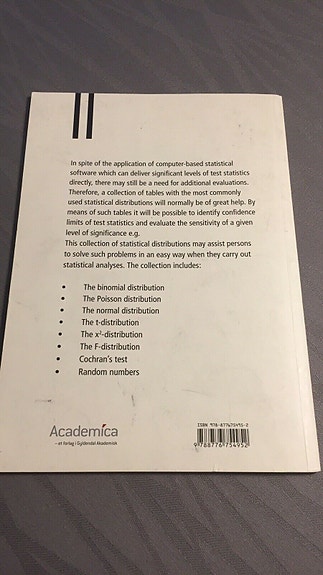 In spite of the application of computer-based statistical
software which can deliver significant levels of test statistics
directly, there may still be a need for additional evaluations.
Therefore, a collection of tables with the most commonly
used statistical distributions will normally be of great help. By
means of such tables it will be possible to identify confidence
limits of test statistics and evaluate the sensitivity of a given
level of significance e.g.
This collection of statistical distributions may assist persons
to solve such problems in an easy way when they carry out
statistical analyses. The collection includes:
• The binomial distribution
• The Poisson distribution
• The normal distribution
• The t-distribution
• The x²-distribution
• The F-distribution
• Cochran's test
• Random numbers
Academica
– et forlag i Gyldendal Akademisk
ISBN 978-8776754952
9 788776 754952